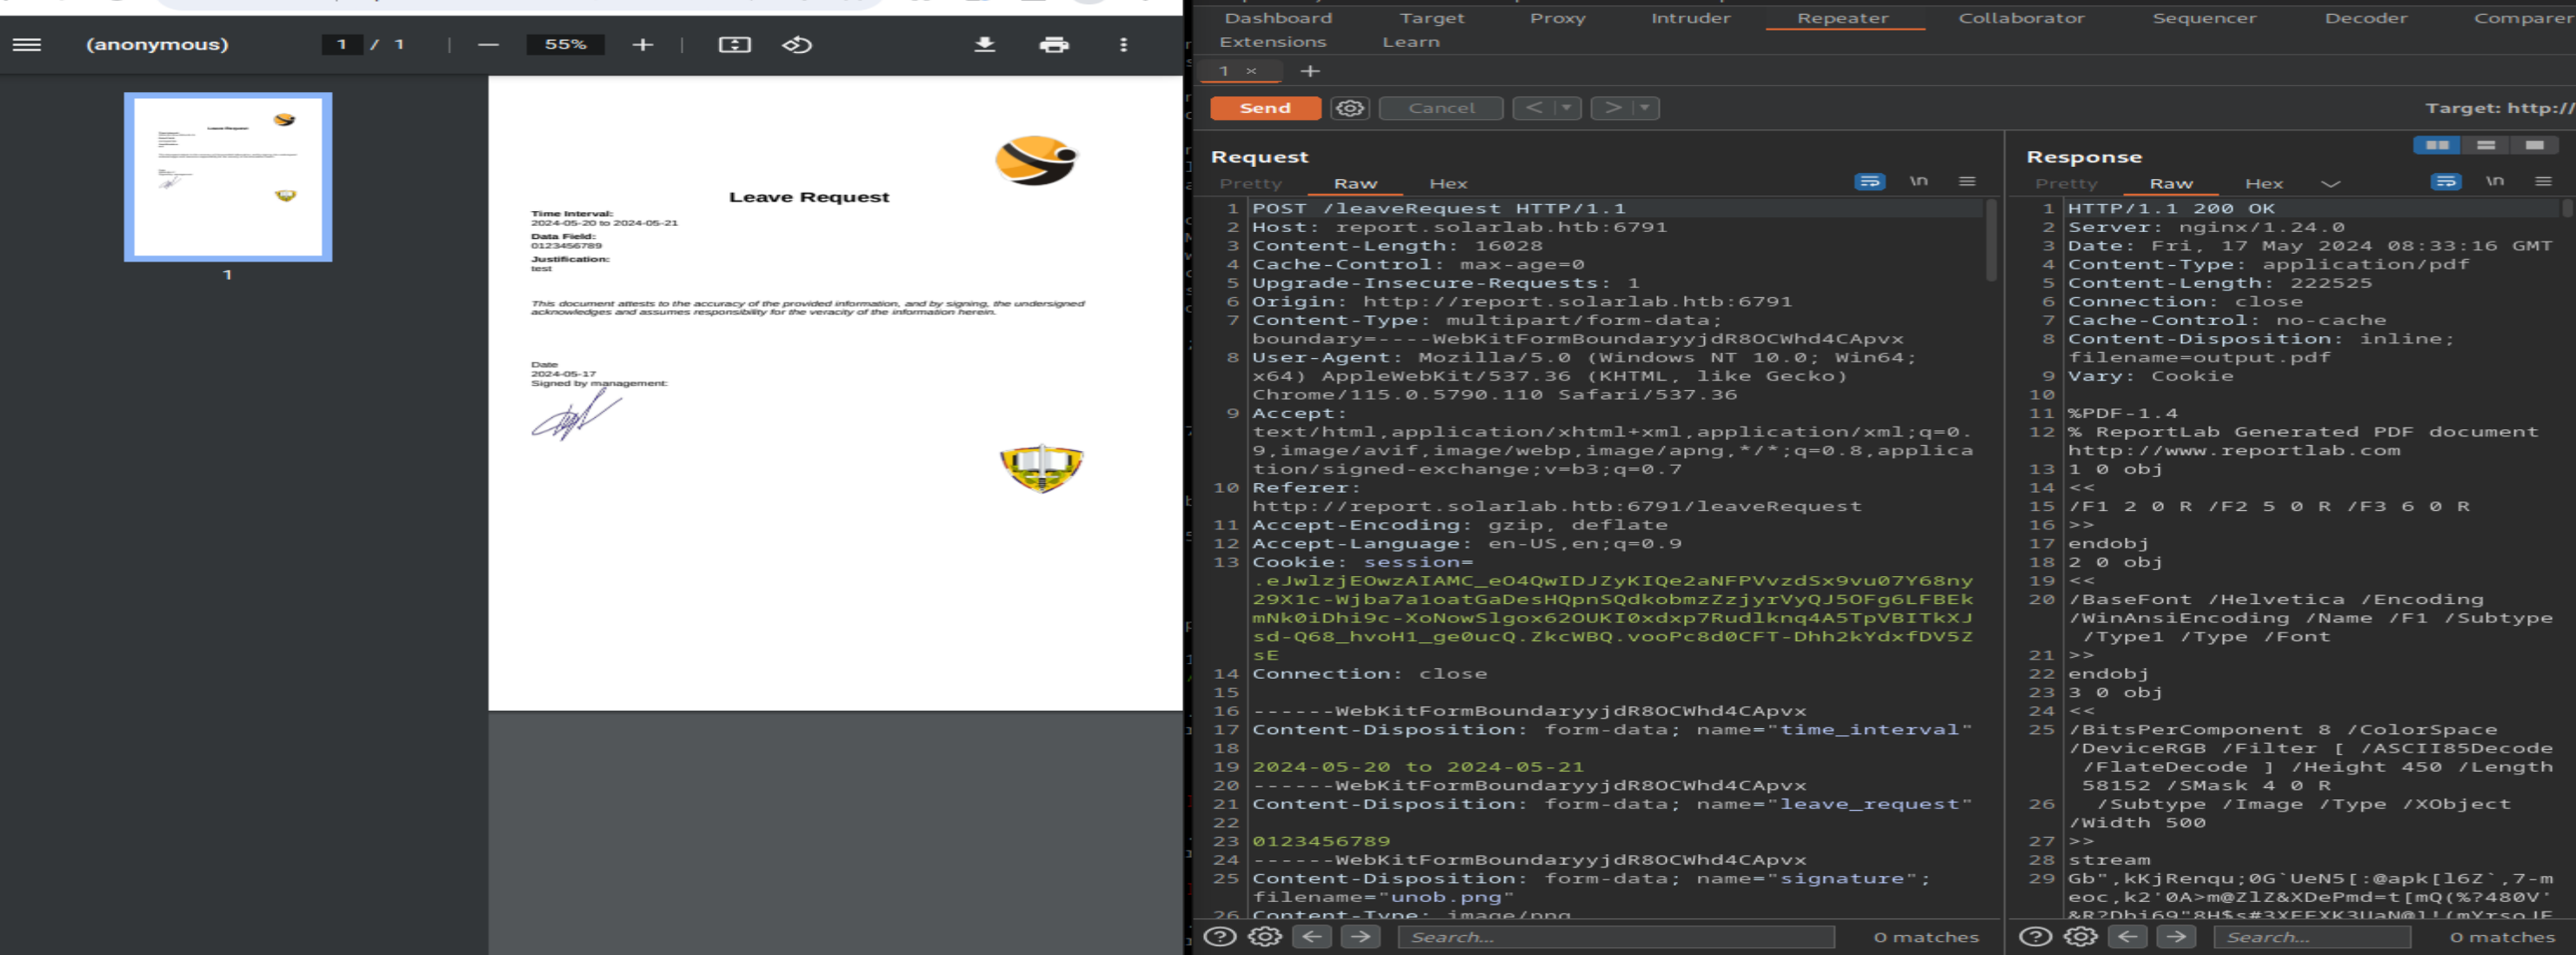 (anonymous)
1 / 1
55%
1
Leave Request
Time Interval:
2024-05-20 to 2024-05-21
Data Field:
0123456789
Justification:
test
This document attests to the accuracy of the provided information, and by signing, the undersigned
acknowledges and assumes responsibility for the veracity of the information herein.
Date
2024-05-17
Signed by management:
Dashboard Target Proxy Intruder Repeater Collaborator Sequencer Decoder Comparer
Extensions Learn
1 × +
Send Cancel < >
Target: http://
Request
Pretty Raw Hex \n
1 POST /leaveRequest HTTP/1.1
2 Host: report.solarlab.htb:6791
3 Content-Length: 16028
4 Cache-Control: max-age=0
5 Upgrade-Insecure-Requests: 1
6 Origin: http://report.solarlab.htb:6791
7 Content-Type: multipart/form-data;
boundary=----WebKitFormBoundaryyjdR8OCWhd4CApvx
8 User-Agent: Mozilla/5.0 (Windows NT 10.0; Win64;
x64) AppleWebKit/537.36 (KHTML, like Gecko)
Chrome/115.0.5790.110 Safari/537.36
9 Accept:
text/html,application/xhtml+xml,application/xml;q=0.
9,image/avif,image/webp,image/apng,*/*;q=0.8,applica
tion/signed-exchange;v=b3;q=0.7
10 Referer:
http://report.solarlab.htb:6791/leaveRequest
11 Accept-Encoding: gzip, deflate
12 Accept-Language: en-US,en;q=0.9
13 Cookie: session=
.eJwlzjEOwzAIAMC_eO4QwIDJZyKIQe2aNFPVvzdSx9vu07Y68ny
29X1c-Wjba7a1oatGaDesHQpnSQdkobmzZzjyrVyQJ5OFg6LFBEk
mNk0iDhi9c-XoNowSlgox62OUKI0xdxp7Rudlknq4A5TpVBITkXJ
sd-Q68_hvoH1_ge0ucQ.ZkcWBQ.vooPc8d0CFT-Dhh2kYdxfDV5Z
sE
14 Connection: close
15
16 ------WebKitFormBoundaryyjdR8OCWhd4CApvx
17 Content-Disposition: form-data; name="time_interval"
18
19 2024-05-20 to 2024-05-21
20 ------WebKitFormBoundaryyjdR8OCWhd4CApvx
21 Content-Disposition: form-data; name="leave_request"
22
23 0123456789
24 ------WebKitFormBoundaryyjdR8OCWhd4CApvx
25 Content-Disposition: form-data; name="signature";
filename="unob.png"
26 Content-Type: image/png
Search... 0 matches
Response
Pretty Raw Hex \n
1 HTTP/1.1 200 OK
2 Server: nginx/1.24.0
3 Date: Fri, 17 May 2024 08:33:16 GMT
4 Content-Type: application/pdf
5 Content-Length: 222525
6 Connection: close
7 Cache-Control: no-cache
8 Content-Disposition: inline;
filename=output.pdf
9 Vary: Cookie
10
11 %PDF-1.4
12 % ReportLab Generated PDF document
http://www.reportlab.com
13 1 0 obj
14 <<
15 /F1 2 0 R /F2 5 0 R /F3 6 0 R
16 >>
17 endobj
18 2 0 obj
19 <<
20 /BaseFont /Helvetica /Encoding
/WinAnsiEncoding /Name /F1 /Subtype
/Type1 /Type /Font
21 >>
22 endobj
23 3 0 obj
24 <<
25 /BitsPerComponent 8 /ColorSpace
/DeviceRGB /Filter [ /ASCII85Decode
/FlateDecode ] /Height 450 /Length
58152 /SMask 4 0 R
26 /Subtype /Image /Type /XObject
/Width 500
27 >>
28 stream
29 Gb",kKjRenqu;0G`UeN5[:@apk[l6Z`,7-m
eoc,k2'0A>m@ZlZ&XDePmd=t[mQ(%?480V'
Search... 0 matches